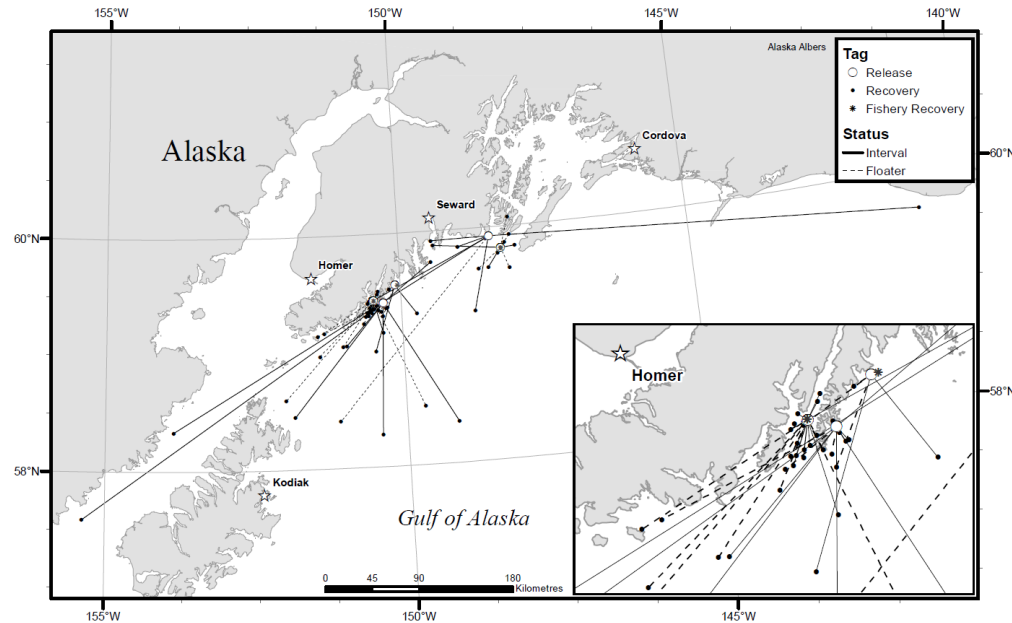 155°W 150°W 145°W 140°W
Alaska Albers
Tag
Release
Recovery
Fishery Recovery
Status
Interval
Floater
Cordova
Alaska
60°N
Seward
60°N
Homer
Homer
58°N
58°N
Kodiak
Gulf of Alaska
0 45 90 180
Kilometres
155°W 150°W 145°W